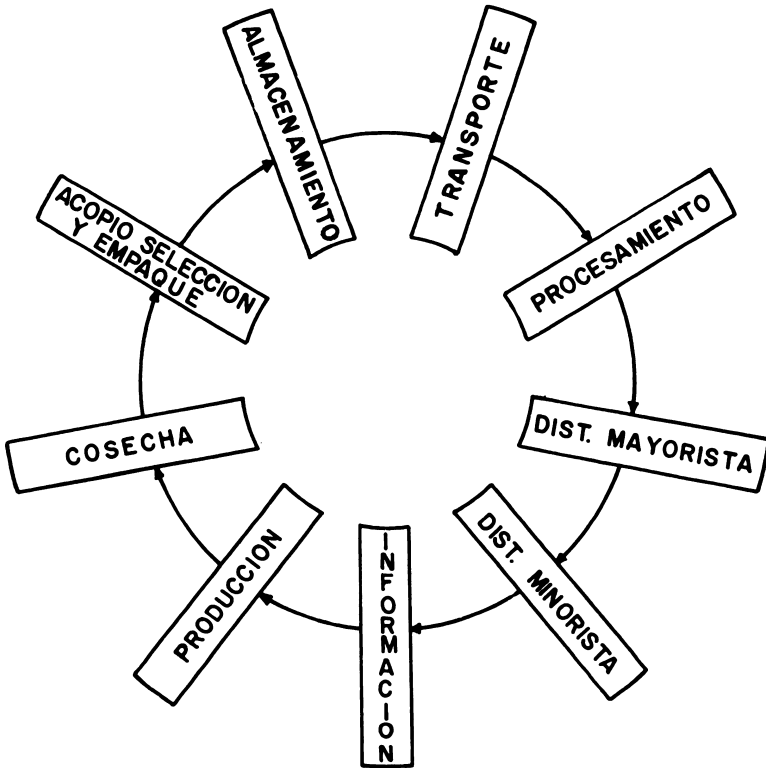 ALMACENAMIENTO
TRANSPORTE
PROCESAMIENTO
DIST. MAYORISTA
DIST. MINORISTA
INFORMACION
PRODUCCION
COSECHA
ACOPIO SELECCION
Y EMPAQUE